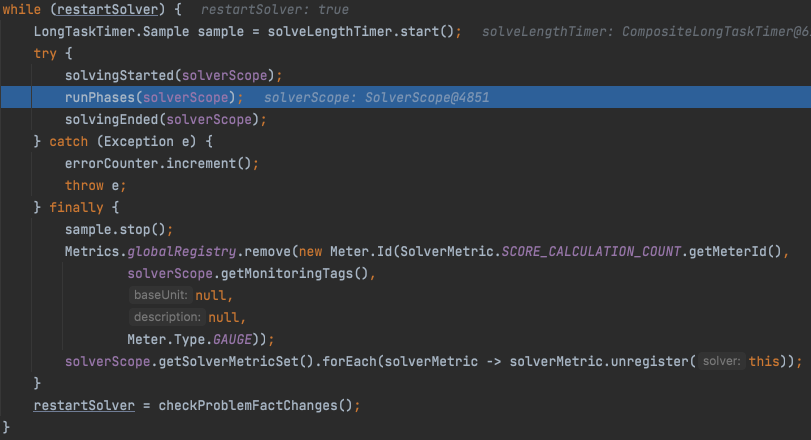 while (restartSolver) { restartSolver: true
LongTaskTimer.Sample sample = solveLengthTimer.start(); solveLengthTimer: CompositeLongTaskTimer@6
try {
solvingStarted(solverScope);
runPhases(solverScope); solverScope: SolverScope@4851
solvingEnded(solverScope);
} catch (Exception e) {
errorCounter.increment();
throw e;
} finally {
sample.stop();
Metrics.globalRegistry.remove(new Meter.Id(SolverMetric.SCORE_CALCULATION_COUNT.getMeterId(),
solverScope.getMonitoringTags(),
baseUnit: null,
description: null,
Meter.Type.GAUGE));
solverScope.getSolverMetricSet().forEach(solverMetric -> solverMetric.unregister( solver: this));
}
restartSolver = checkProblemFactChanges();
}